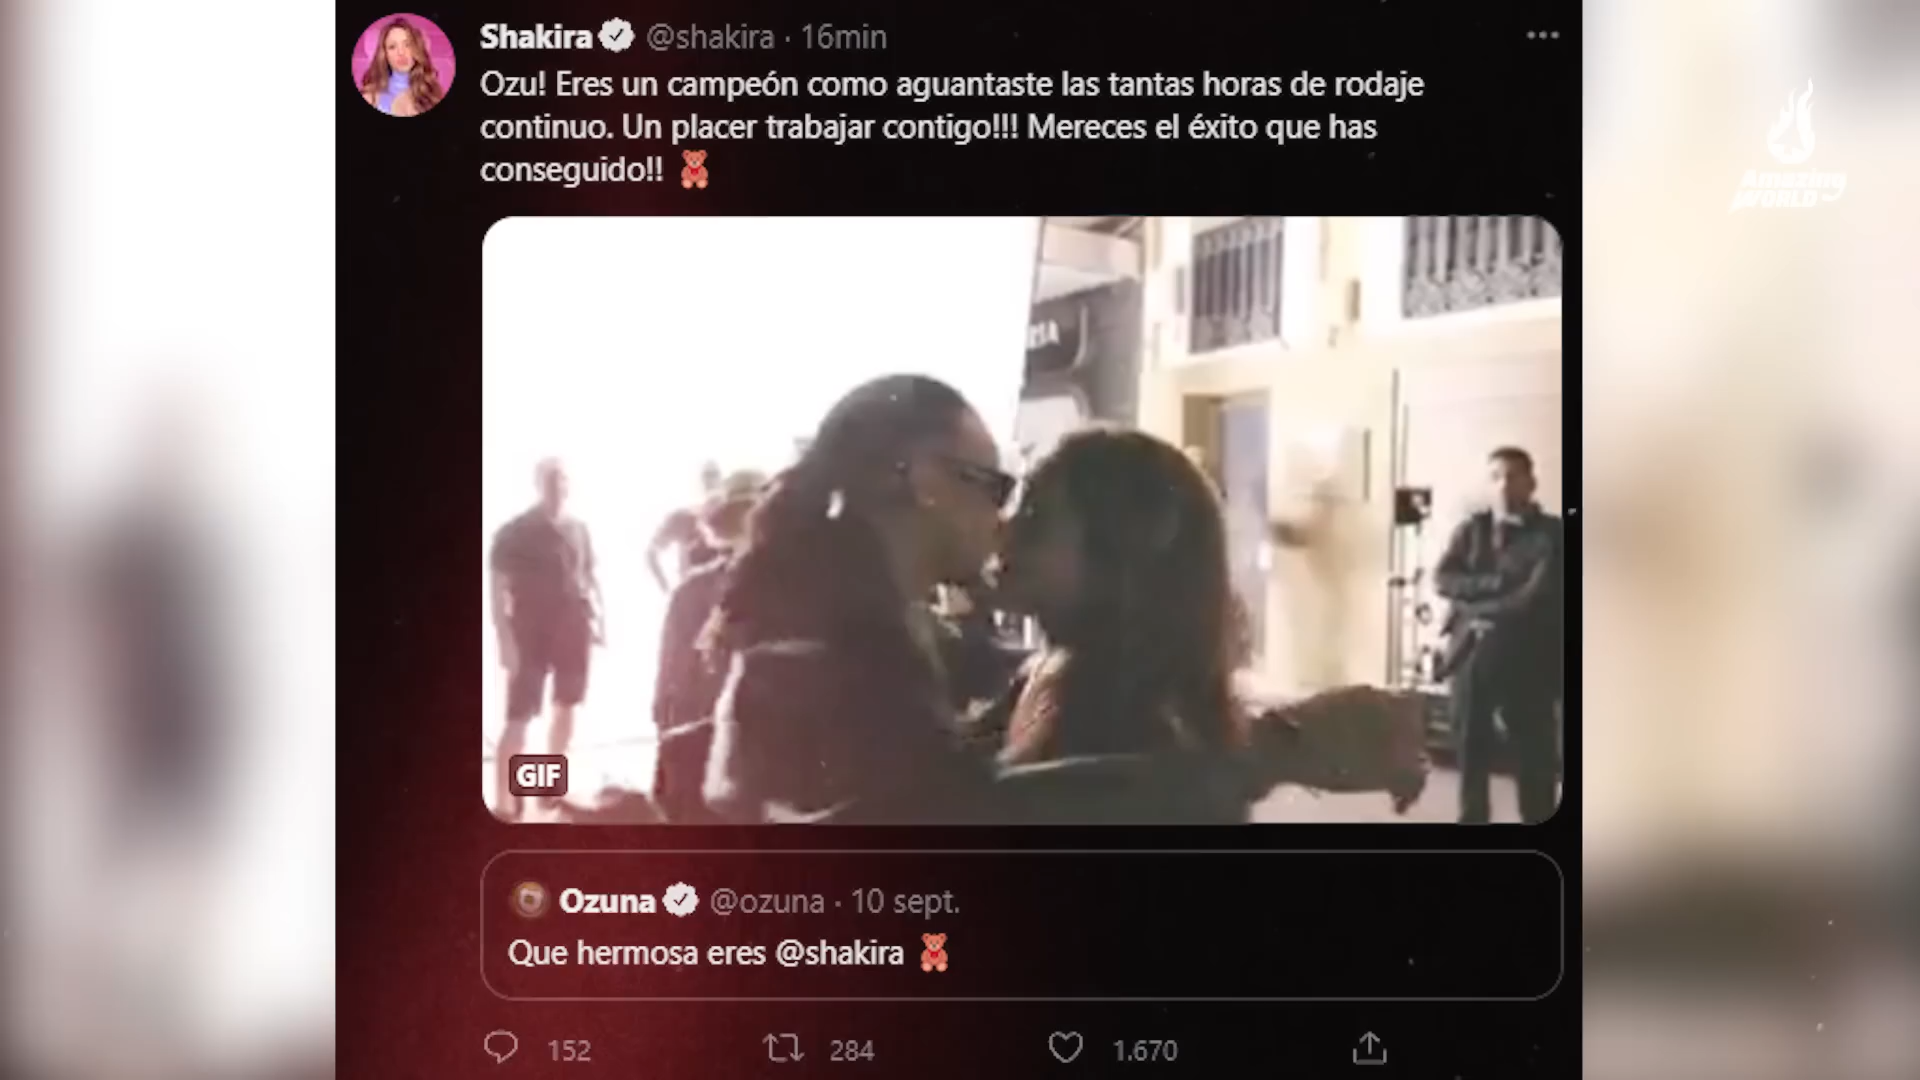 Shakira @shakira · 16min
Ozu! Eres un campeón como aguantaste las tantas horas de rodaje
continuo. Un placer trabajar contigo!!! Mereces el éxito que has
conseguido!! 🧸
Amazing
WORLD
GIF
Ozuna @ozuna · 10 sept.
Que hermosa eres @shakira 🧸
152 284 1.670